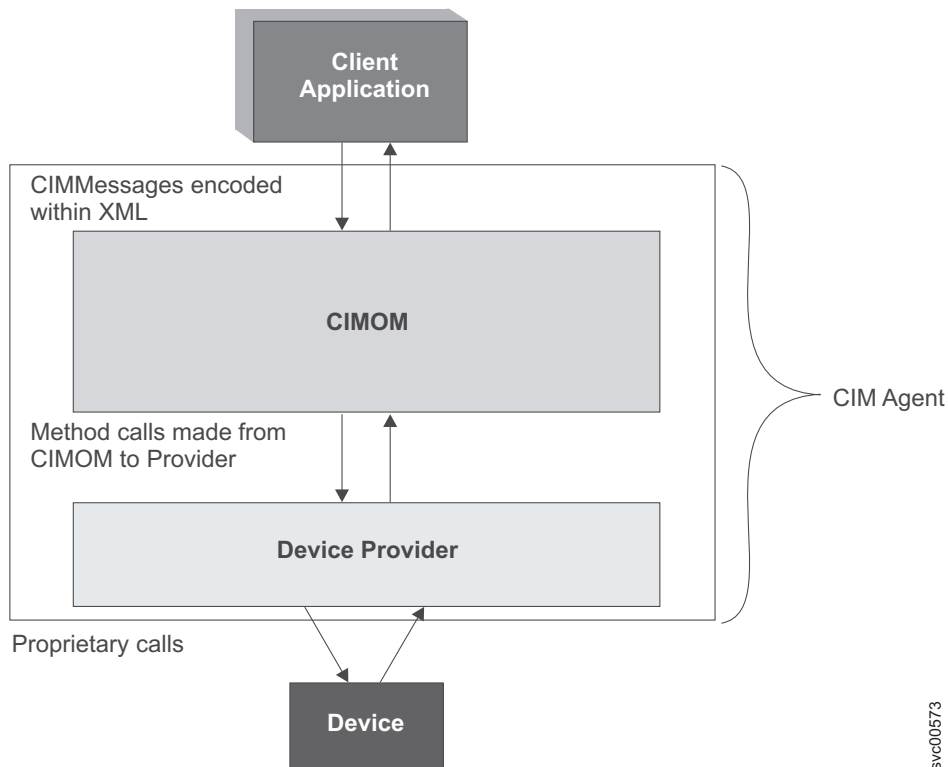 Client
Application
CIMMessages encoded
within XML
CIMOM
Method calls made from
CIMOM to Provider
Device Provider
CIM Agent
Proprietary calls
Device
svc00573